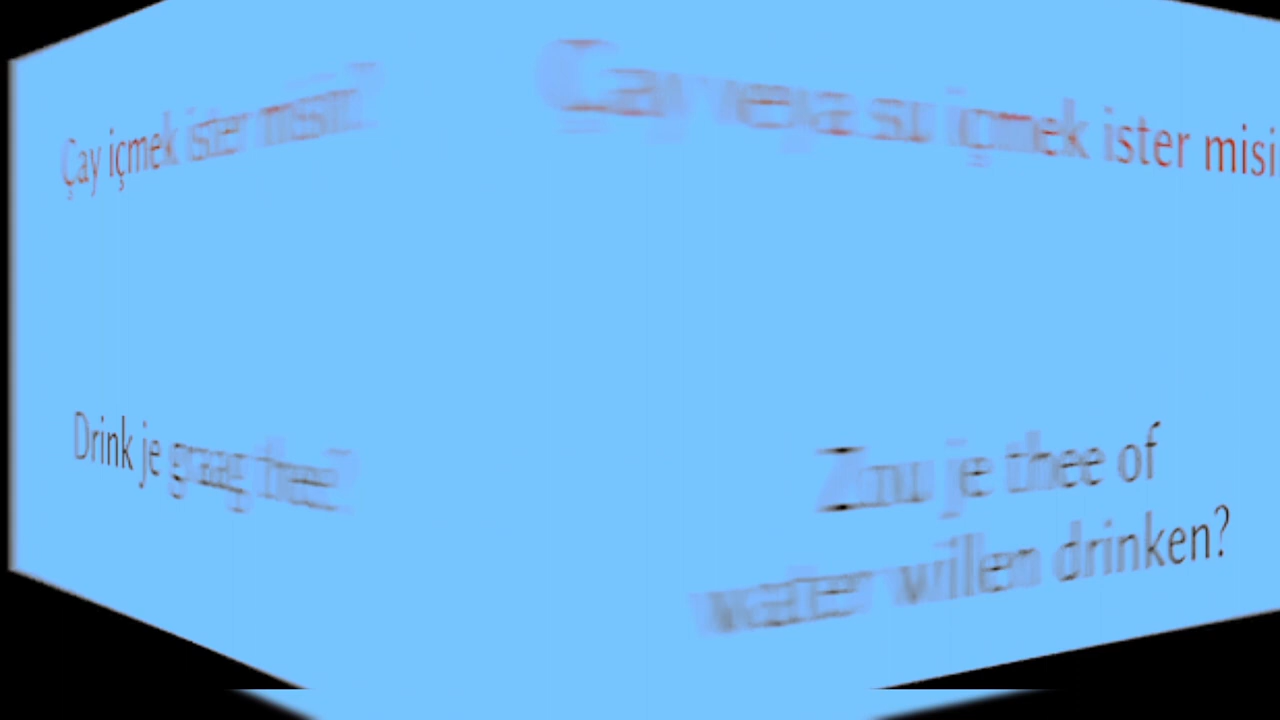 Çay içmek ister misin?
Drink je graag thee?
Çay veya su içmek ister misi
Zou je thee of
water willen drinken?